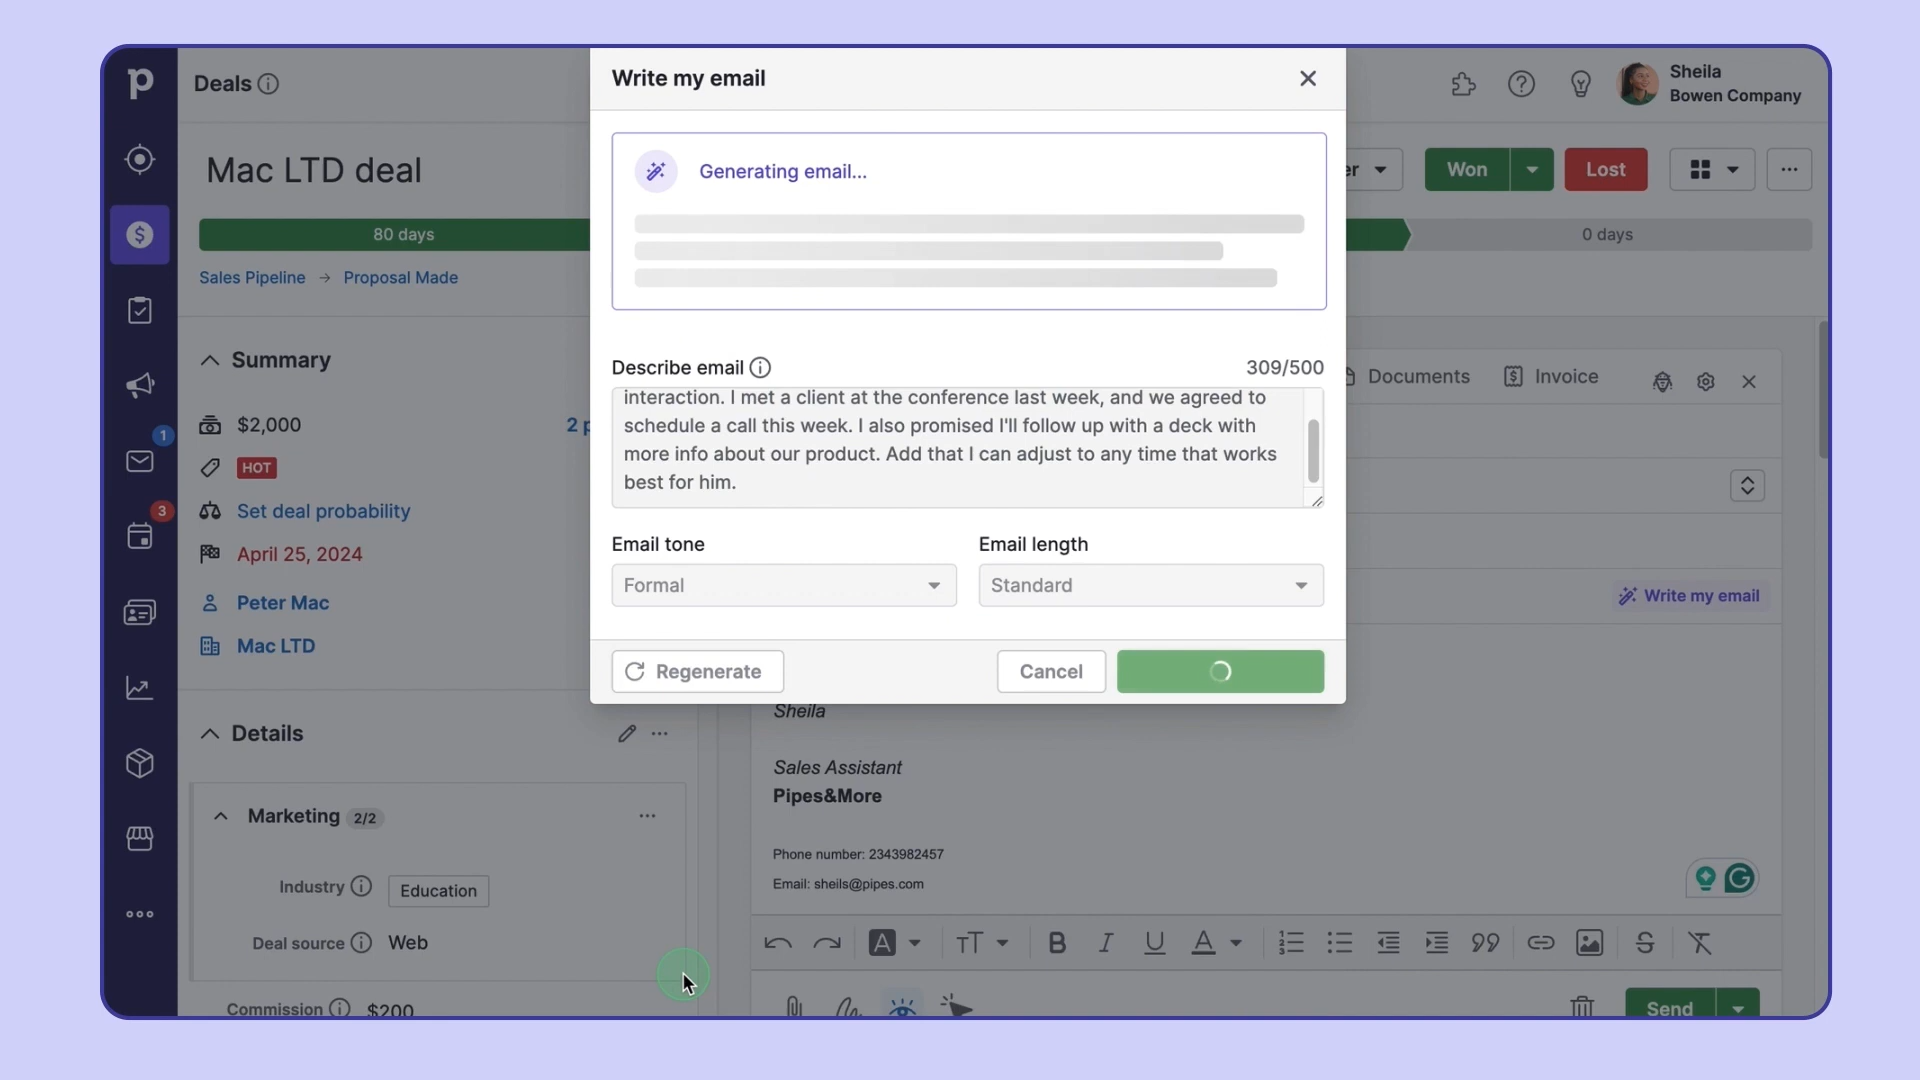 p
Deals
Write my email
Sheila
Bowen Company
Mac LTD deal
Generating email...
er
Won
Lost
80 days
0 days
Sales Pipeline → Proposal Made
Summary
Describe email
309/500
Documents
Invoice
$2,000
2 p
interaction. I met a client at the conference last week, and we agreed to
schedule a call this week. I also promised I'll follow up with a deck with
more info about our product. Add that I can adjust to any time that works
best for him.
1
HOT
3
Set deal probability
April 25, 2024
Email tone
Email length
Formal
Standard
Peter Mac
Write my email
Mac LTD
Regenerate
Cancel
Sheila
Details
Sales Assistant
Pipes&More
Marketing 2/2
Phone number: 2343982457
Email: sheils@pipes.com
Industry
Education
Deal source
Web
Commission
$200
Send